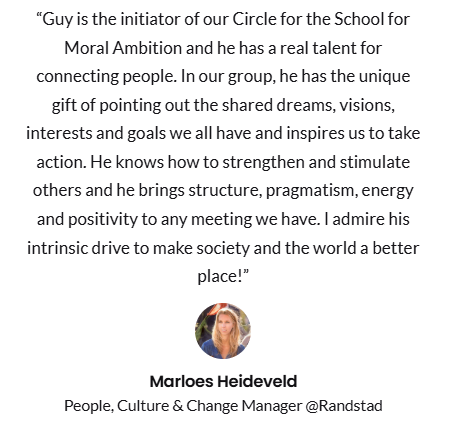 “Guy is the initiator of our Circle for the School for
Moral Ambition and he has a real talent for
connecting people. In our group, he has the unique
gift of pointing out the shared dreams, visions,
interests and goals we all have and inspires us to take
action. He knows how to strengthen and stimulate
others and he brings structure, pragmatism, energy
and positivity to any meeting we have. I admire his
intrinsic drive to make society and the world a better
place!”
Marloes Heideveld
People, Culture & Change Manager @Randstad